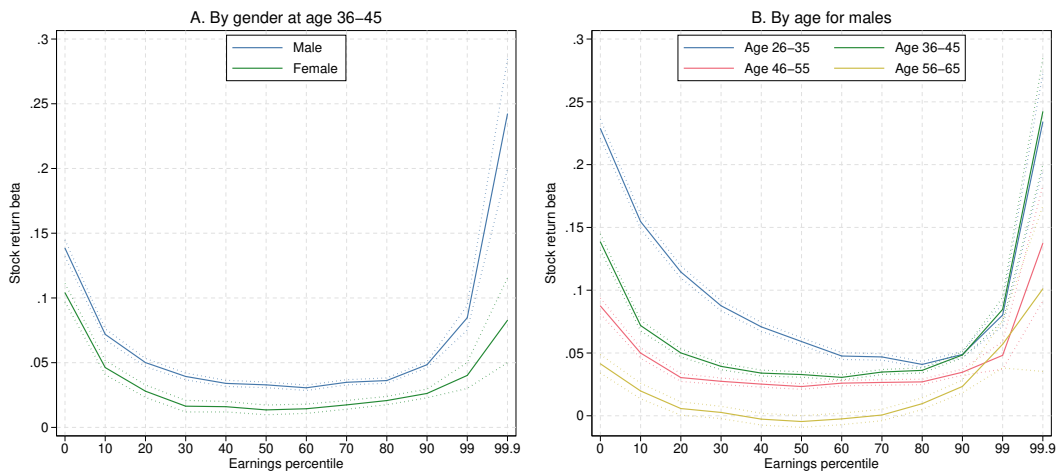 A. By gender at age 36−45
Male
Female
.3
.25
.2
.15
.1
.05
0
Stock return beta
0 10 20 30 40 50 60 70 80 90 99 99.9
Earnings percentile
B. By age for males
Age 26−35 Age 36−45
Age 46−55 Age 56−65
.3
.25
.2
.15
.1
.05
0
Stock return beta
0 10 20 30 40 50 60 70 80 90 99 99.9
Earnings percentile